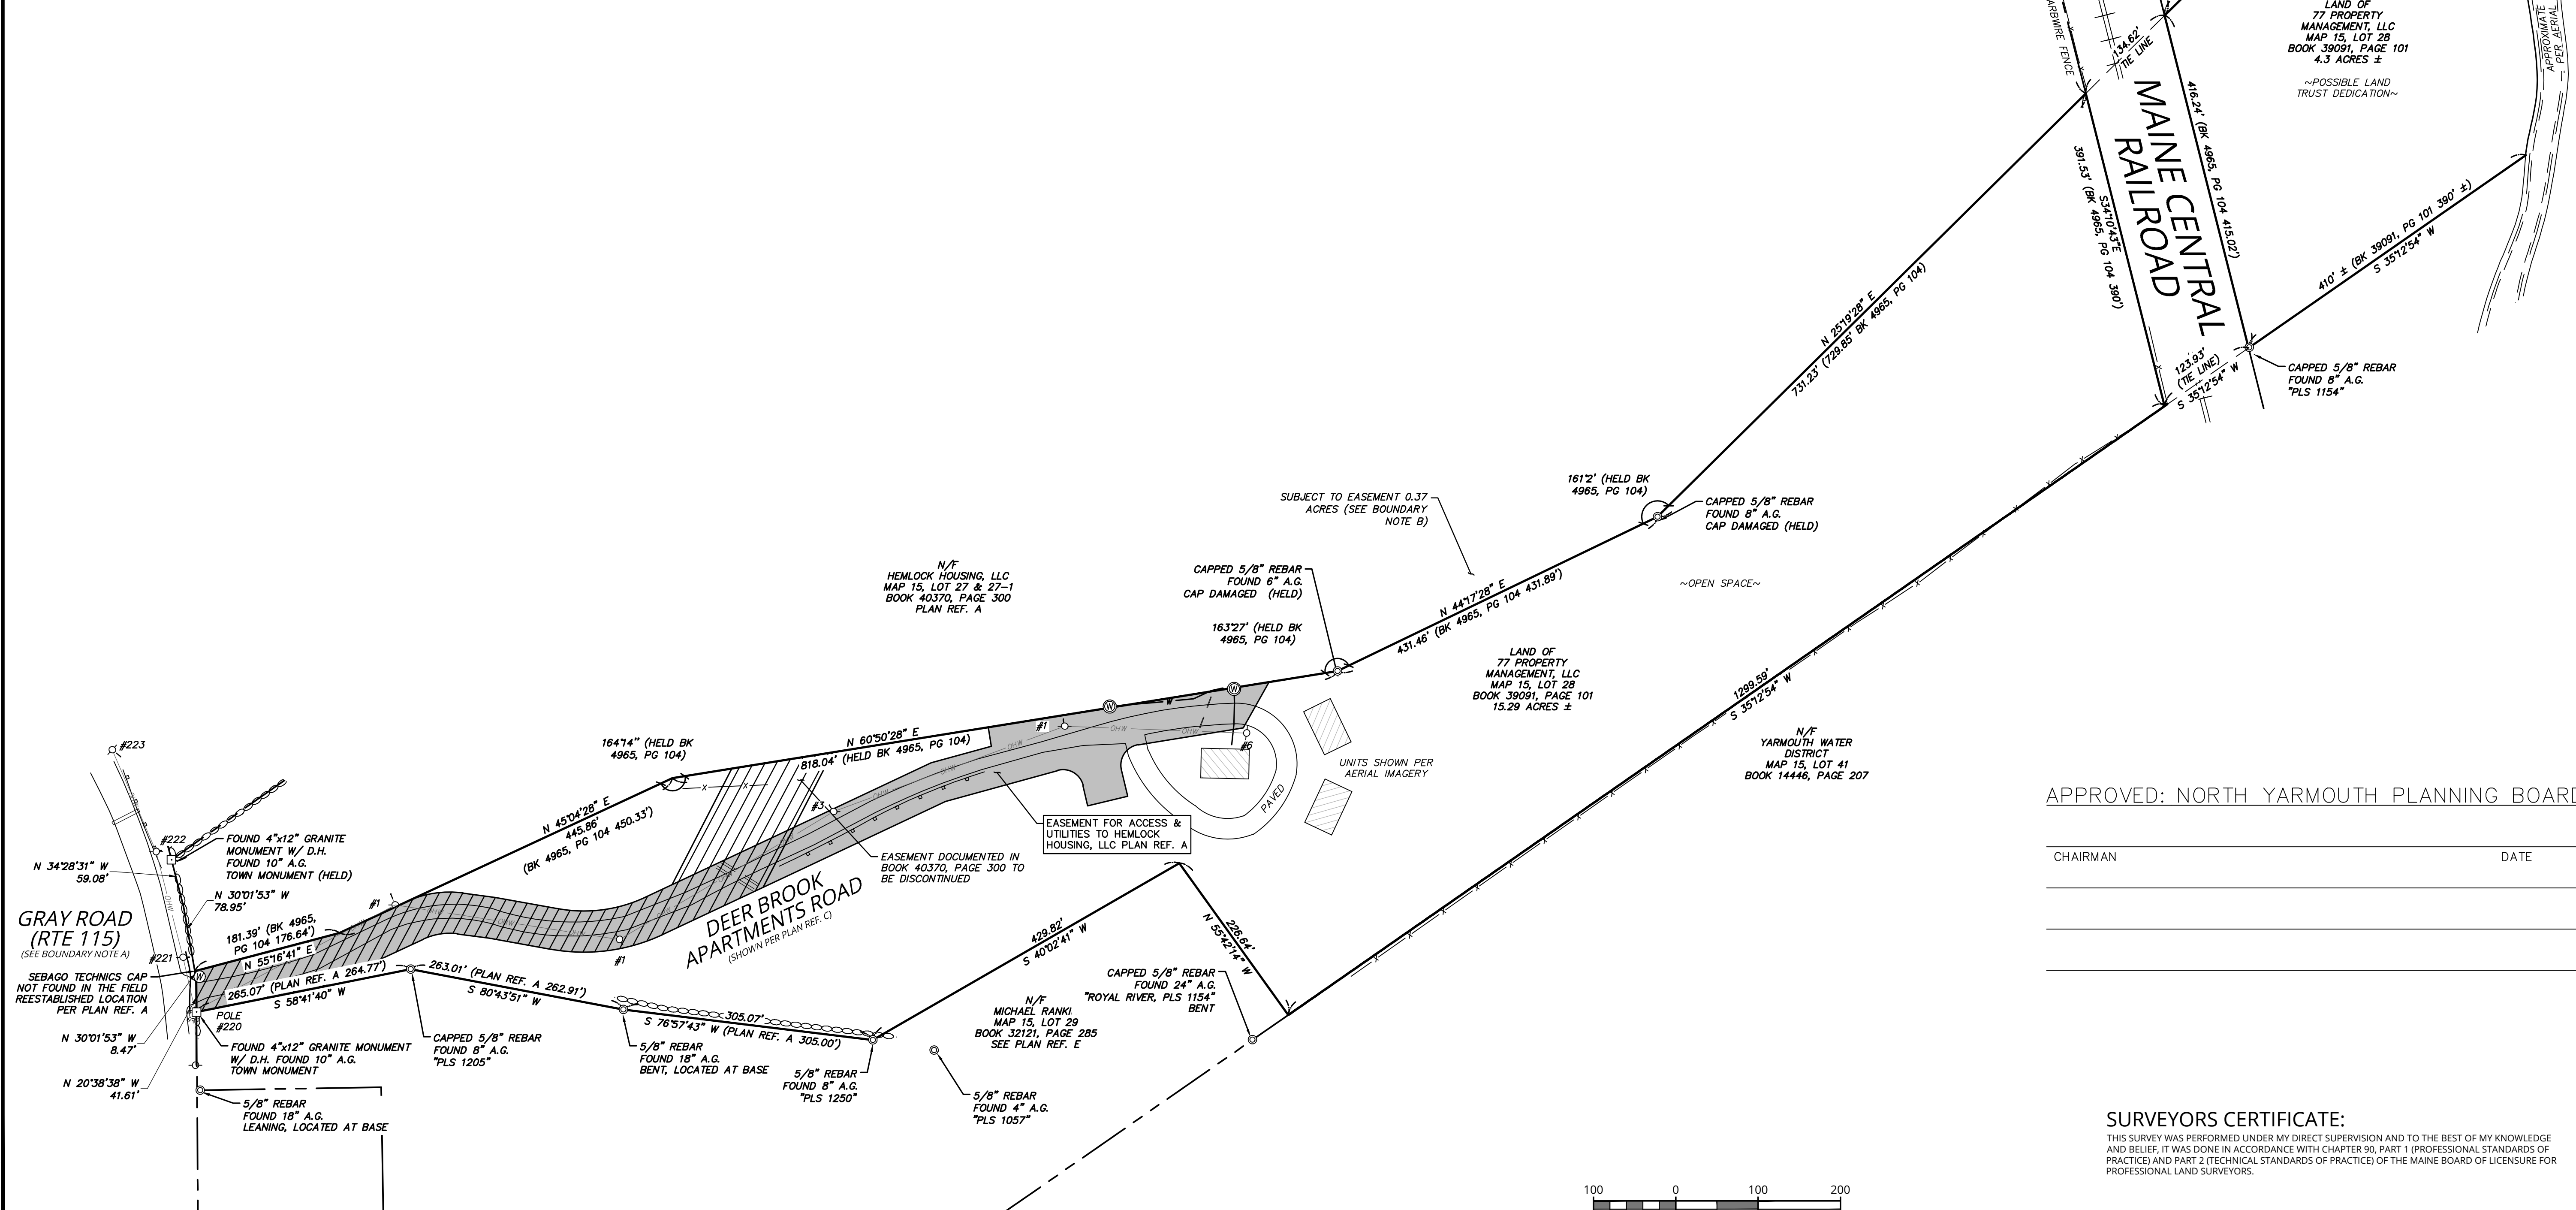 LAND OF
77 PROPERTY
MANAGEMENT, LLC
MAP 15, LOT 28
BOOK 39091, PAGE 101
4.3 ACRES ±
~POSSIBLE LAND
TRUST DEDICATION~
APPROXIMATE
PER AERIAL
ARBWIRE FENCE
134.62'
TIE LINE
MAINE CENTRAL
RAILROAD
416.24' (BK 4965, PG 104 415.02')
S34°10'43"E
391.53' (BK 4965, PG 104 390')
410' ± (BK 39091, PG 101 390' ±)
S 35°12'54" W
123.93'
(TIE LINE)
S 35°12'54" W
CAPPED 5/8" REBAR
FOUND 8" A.G.
"PLS 1154"
N 25°19'28" E
731.23' (729.85' BK 4965, PG 104)
161°2' (HELD BK
4965, PG 104)
CAPPED 5/8" REBAR
FOUND 8" A.G.
CAP DAMAGED (HELD)
SUBJECT TO EASEMENT 0.37
ACRES (SEE BOUNDARY
NOTE B)
N/F
HEMLOCK HOUSING, LLC
MAP 15, LOT 27 & 27-1
BOOK 40370, PAGE 300
PLAN REF. A
CAPPED 5/8" REBAR
FOUND 6" A.G.
CAP DAMAGED (HELD)
163°27' (HELD BK
4965, PG 104)
N 44°17'28" E
431.46' (BK 4965, PG 104 431.89')
~OPEN SPACE~
LAND OF
77 PROPERTY
MANAGEMENT, LLC
MAP 15, LOT 28
BOOK 39091, PAGE 101
15.29 ACRES ±
1299.59'
S 35°12'54" W
N/F
YARMOUTH WATER
DISTRICT
MAP 15, LOT 41
BOOK 14446, PAGE 207
164°14" (HELD BK
4965, PG 104)
N 60°50'28" E
818.04' (HELD BK 4965, PG 104)
W
W
W
#1
OHW
OHW
OHW
OHW
#6
UNITS SHOWN PER
AERIAL IMAGERY
PAVED
#3
OHW
EASEMENT FOR ACCESS &
UTILITIES TO HEMLOCK
HOUSING, LLC PLAN REF. A
EASEMENT DOCUMENTED IN
BOOK 40370, PAGE 300 TO
BE DISCONTINUED
DEER BROOK
APARTMENTS ROAD
(SHOWN PER PLAN REF. C)
N 45°04'28" E
445.86'
(BK 4965, PG 104 450.33')
#1
OHW
OHW
#1
#223
#222
FOUND 4"x12" GRANITE
MONUMENT W/ D.H.
FOUND 10" A.G.
TOWN MONUMENT (HELD)
N 34°28'31" W
59.08'
N 30°01'53" W
78.95'
OHW
GRAY ROAD
(RTE 115)
(SEE BOUNDARY NOTE A)
#221
181.39' (BK 4965,
PG 104 176.64')
N 55°16'41" E
W
SEBAGO TECHNICS CAP
NOT FOUND IN THE FIELD
REESTABLISHED LOCATION
PER PLAN REF. A
265.07' (PLAN REF. A 264.77')
S 58°41'40" W
POLE
#220
N 30°01'53" W
8.47'
FOUND 4"x12" GRANITE MONUMENT
W/ D.H. FOUND 10" A.G.
TOWN MONUMENT
N 20°38'38" W
41.61'
5/8" REBAR
FOUND 18" A.G.
LEANING, LOCATED AT BASE
CAPPED 5/8" REBAR
FOUND 8" A.G.
"PLS 1205"
263.01' (PLAN REF. A 262.91')
S 80°43'51" W
5/8" REBAR
FOUND 18" A.G.
BENT, LOCATED AT BASE
305.07'
S 76°57'43" W (PLAN REF. A 305.00')
5/8" REBAR
FOUND 8" A.G.
"PLS 1250"
429.82'
S 40°02'41" W
5/8" REBAR
FOUND 4" A.G.
"PLS 1057"
N/F
MICHAEL RANKI
MAP 15, LOT 29
BOOK 32121, PAGE 285
SEE PLAN REF. E
226.64'
N 55°42'14" W
CAPPED 5/8" REBAR
FOUND 24" A.G.
"ROYAL RIVER, PLS 1154"
BENT
APPROVED: NORTH YARMOUTH PLANNING BOARD
CHAIRMAN
DATE
SURVEYORS CERTIFICATE:
THIS SURVEY WAS PERFORMED UNDER MY DIRECT SUPERVISION AND TO THE BEST OF MY KNOWLEDGE
AND BELIEF, IT WAS DONE IN ACCORDANCE WITH CHAPTER 90, PART 1 (PROFESSIONAL STANDARDS OF
PRACTICE) AND PART 2 (TECHNICAL STANDARDS OF PRACTICE) OF THE MAINE BOARD OF LICENSURE FOR
PROFESSIONAL LAND SURVEYORS.
100 0 100 200